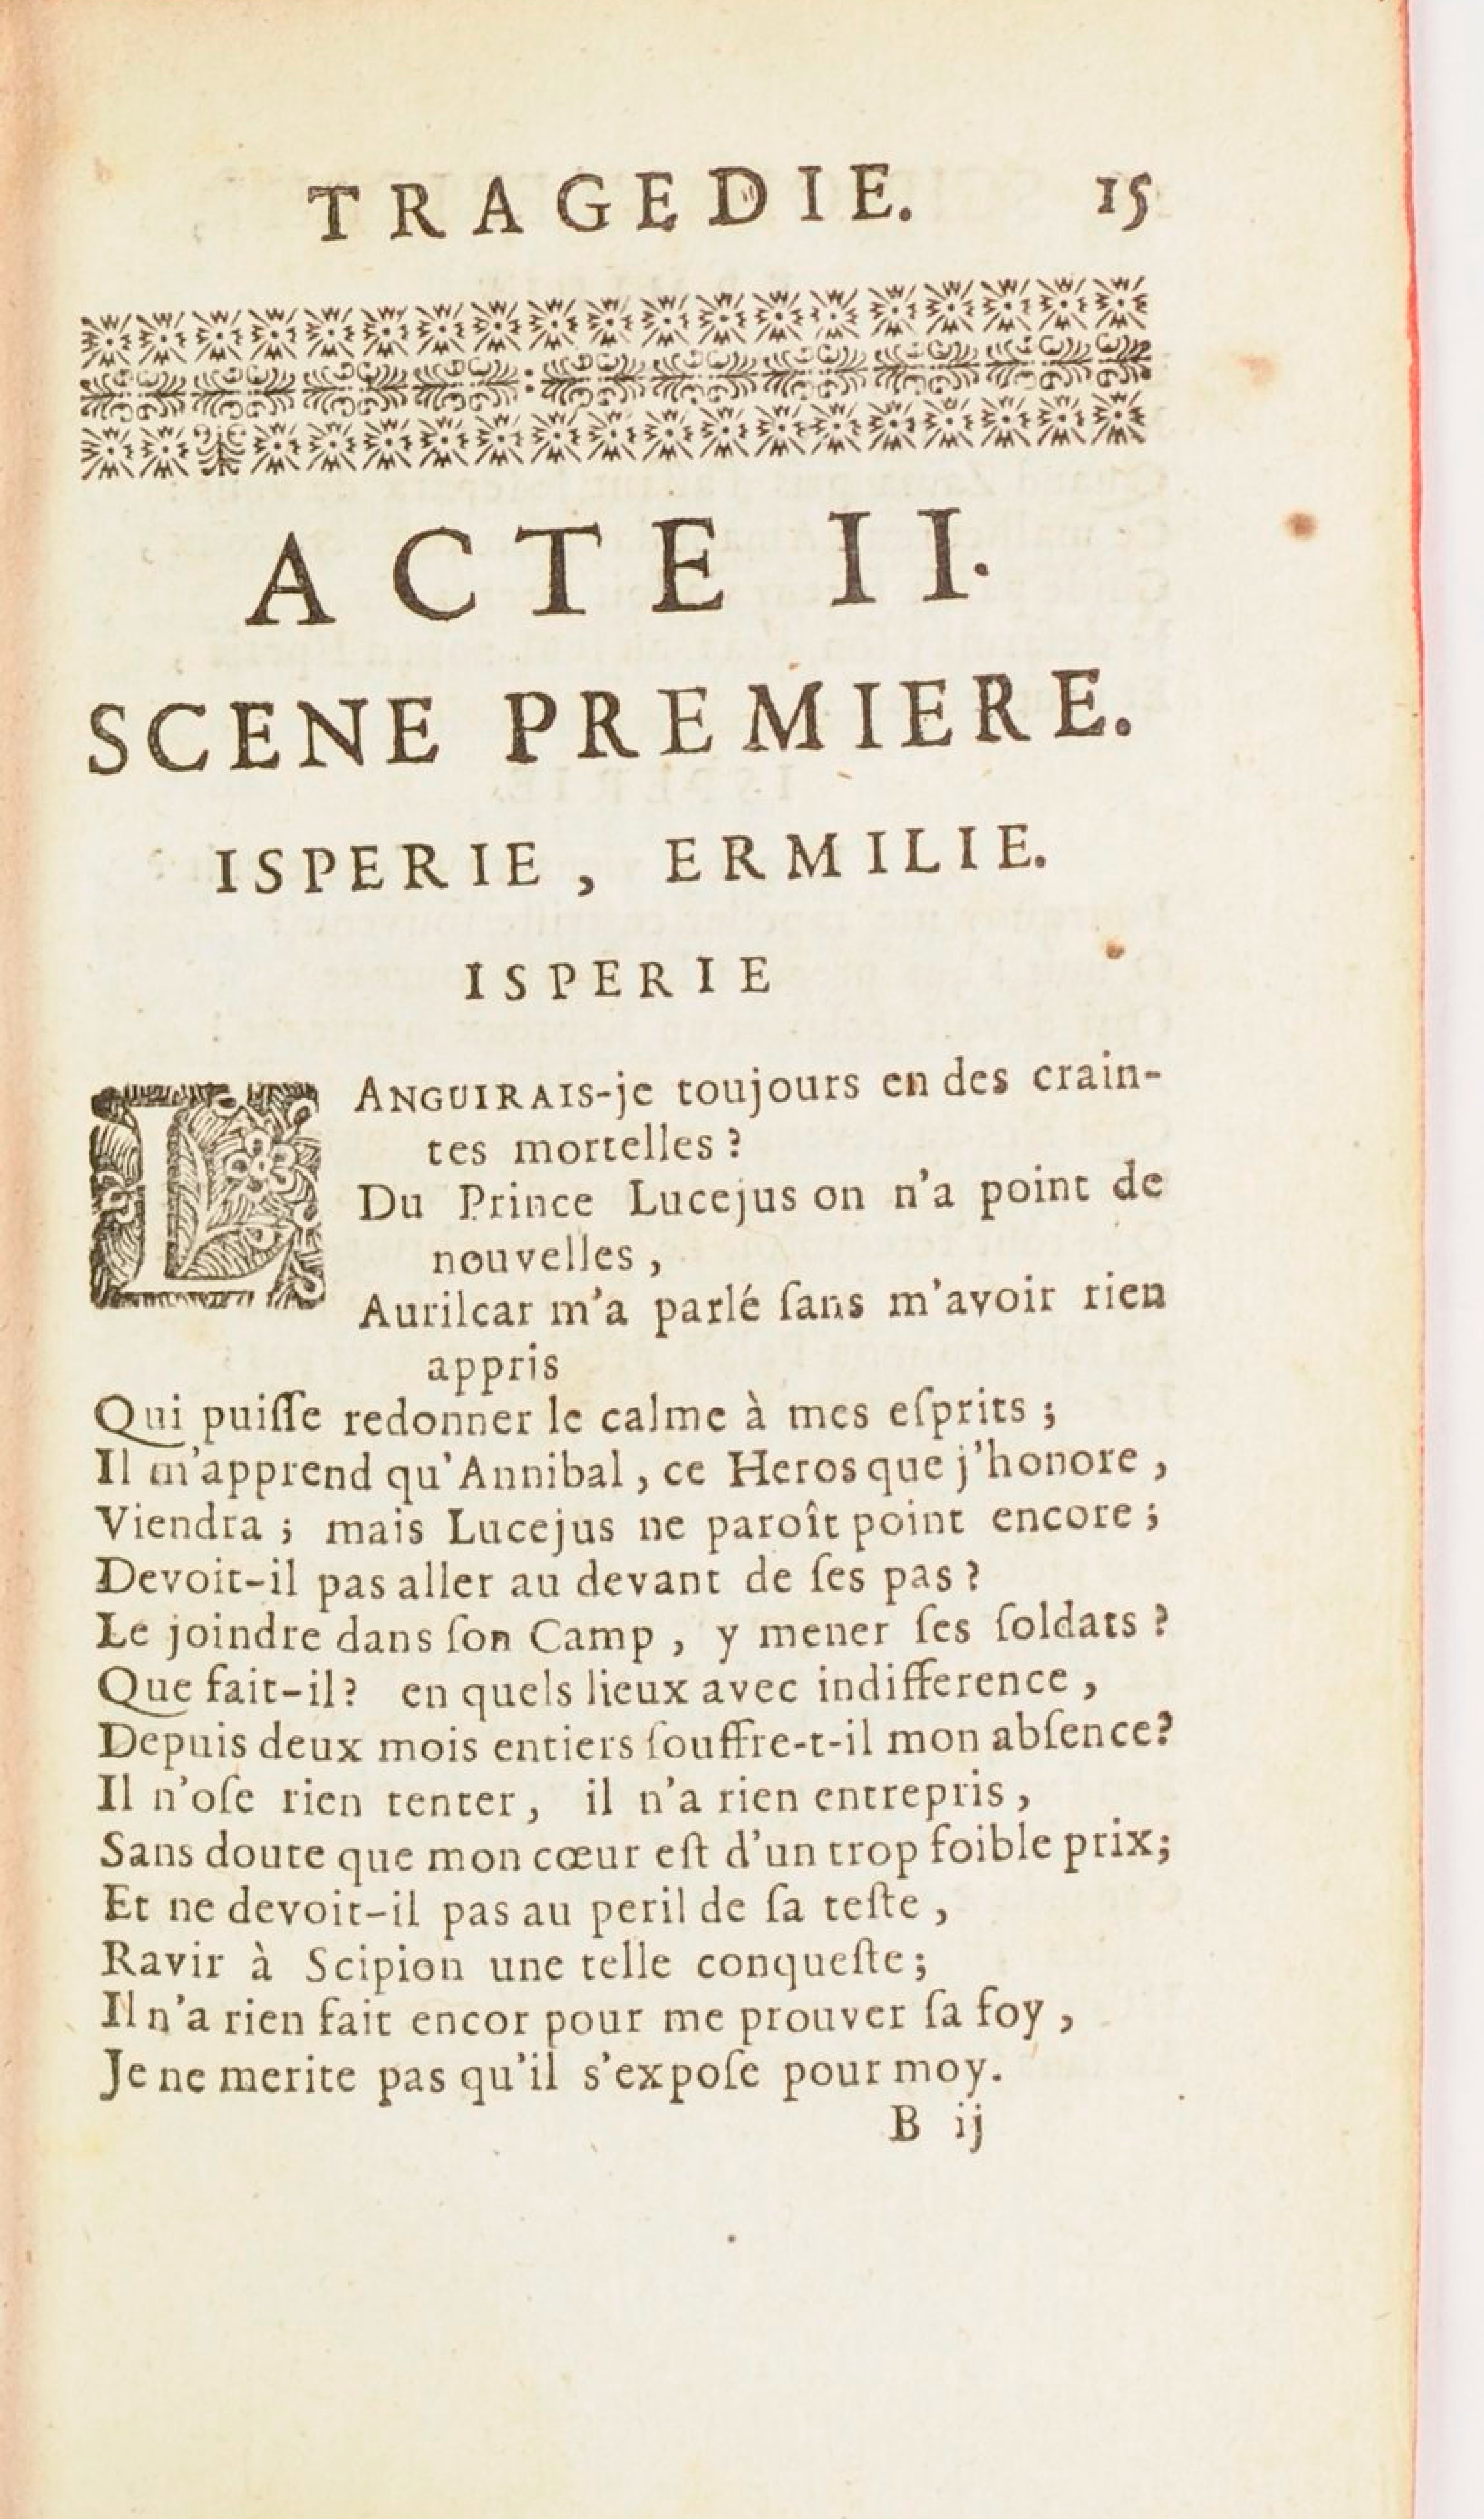 TRAGEDIE. 15
ACTE II.
SCENE PREMIERE.
ISPERIE, ERMILIE.
ISPERIE
LANGUIRAIS-je toujours en des crain-
tes mortelles ?
Du Prince Lucejus on n'a point de
nouvelles,
Aurilcar m'a parlé ſans m'avoir rien
appris
Qui puiſſe redonner le calme à mes eſprits ;
Il m'apprend qu'Annibal, ce Heros que j'honore,
Viendra ; mais Lucejus ne paroît point encore ;
Devoit-il pas aller au devant de ſes pas ?
Le joindre dans ſon Camp, y mener ſes ſoldats ?
Que fait-il ? en quels lieux avec indifference,
Depuis deux mois entiers ſouffre-t-il mon abſence ?
Il n'oſe rien tenter, il n'a rien entrepris,
Sans doute que mon cœur eſt d'un trop foible prix ;
Et ne devoit-il pas au peril de ſa teſte,
Ravir à Scipion une telle conqueſte ;
Il n'a rien fait encor pour me prouver ſa foy,
Je ne merite pas qu'il s'expoſe pour moy.
B ij